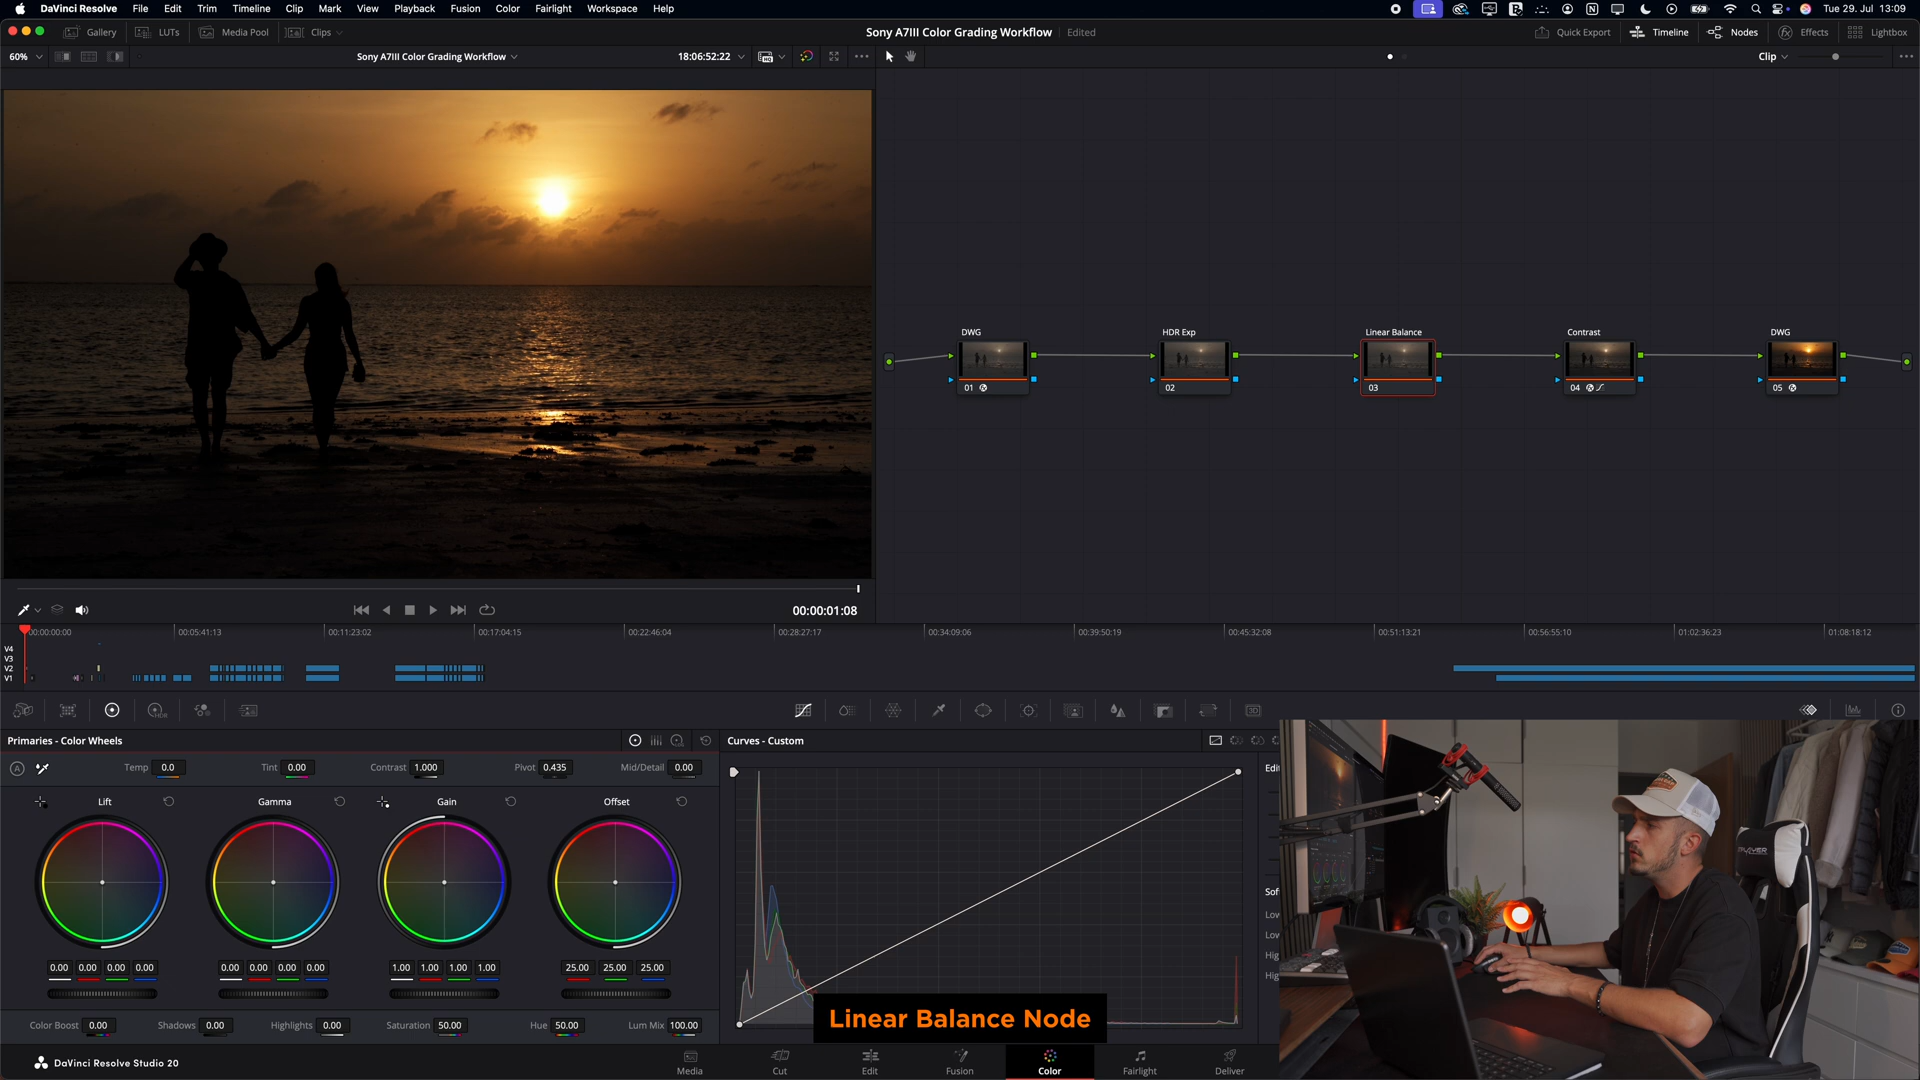 DaVinci Resolve File Edit Trim Timeline Clip Mark View Playback Fusion Color Fairlight Workspace Help Tue 29. Jul 13:09
Gallery LUTs Media Pool Clips Sony A7III Color Grading Workflow Edited Quick Export Timeline Nodes Effects Lightbox
60% Sony A7III Color Grading Workflow 18:06:52:22 Clip
DWG HDR Exp Linear Balance Contrast DWG
01 02 03 04 05
00:00:01:08
00:00:00:00 00:05:41:13 00:11:23:02 00:17:04:15 00:22:46:04 00:28:27:17 00:34:09:06 00:39:50:19 00:45:32:08 00:51:13:21 00:56:55:10 01:02:36:23 01:08:18:12
V4
V3
V2
V1
Primaries - Color Wheels Curves - Custom
Temp 0.0 Tint 0.00 Contrast 1.000 Pivot 0.435 Mid/Detail 0.00 Edi
Lift Gamma Gain Offset
PLAYER
Sof
Low
Low
Hig
Hig
0.00 0.00 0.00 0.00 0.00 0.00 0.00 0.00 1.00 1.00 1.00 1.00 25.00 25.00 25.00
Linear Balance Node
Color Boost 0.00 Shadows 0.00 Highlights 0.00 Saturation 50.00 Hue 50.00 Lum Mix 100.00
DaVinci Resolve Studio 20 Media Cut Edit Fusion Color Fairlight Deliver